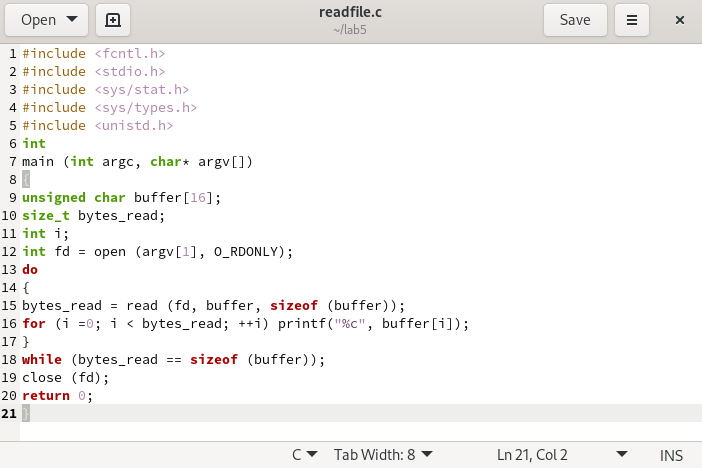 Open
readfile.c
~/lab5
Save
1 #include <fcntl.h>
2 #include <stdio.h>
3 #include <sys/stat.h>
4 #include <sys/types.h>
5 #include <unistd.h>
6 int
7 main (int argc, char* argv[])
8 {
9 unsigned char buffer[16];
10 size_t bytes_read;
11 int i;
12 int fd = open (argv[1], O_RDONLY);
13 do
14 {
15 bytes_read = read (fd, buffer, sizeof (buffer));
16 for (i =0; i < bytes_read; ++i) printf("%c", buffer[i]);
17 }
18 while (bytes_read == sizeof (buffer));
19 close (fd);
20 return 0;
21 }
C Tab Width: 8 Ln 21, Col 2 INS